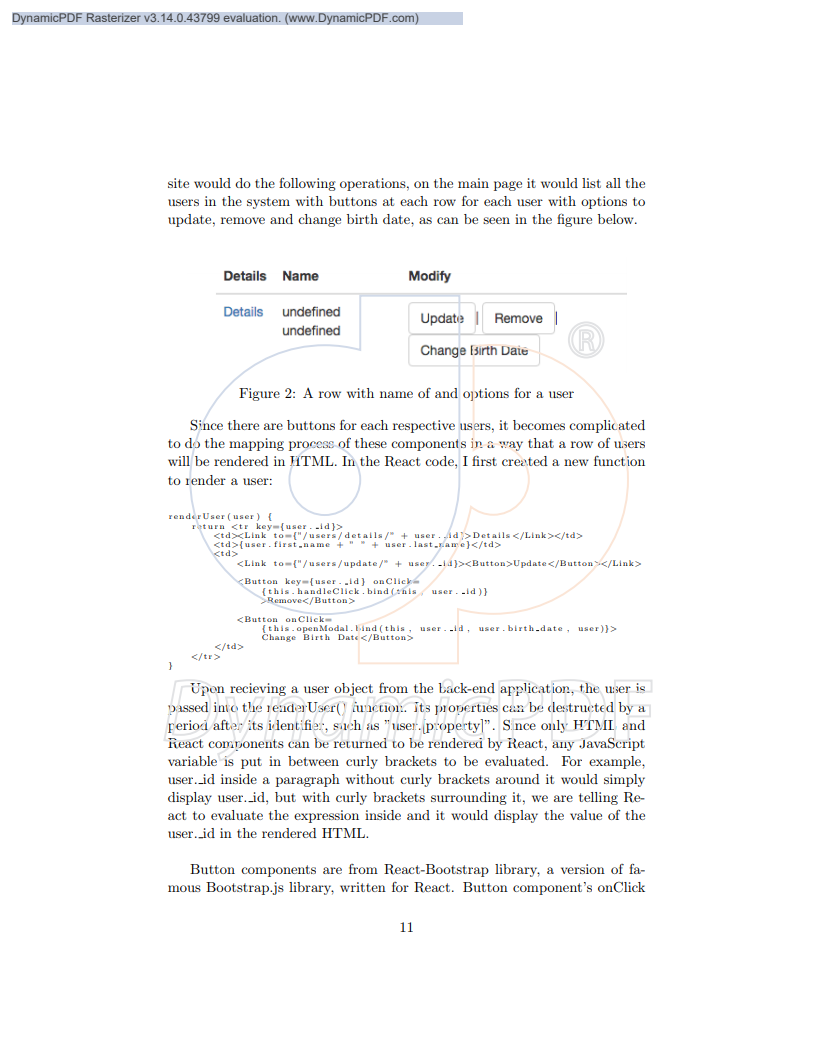 DynamicPDF Rasterizer v3.14.0.43799 evaluation. (www.DynamicPDF.com)
site would do the following operations, on the main page it would list all the
users in the system with buttons at each row for each user with options to
update, remove and change birth date, as can be seen in the figure below.
Details Name Modify
Details undefined Update | Remove |
undefined
Change Birth Date
®
Figure 2: A row with name of and options for a user
Since there are buttons for each respective users, it becomes complicated
to do the mapping process of these components in a way that a row of users
will be rendered in HTML. In the React code, I first created a new function
to render a user:
renderUser(user) {
return <tr key={user._id}>
<td><Link to={"/users/details/" + user._id}>Details</Link></td>
<td>{user.first_name + " " + user.last_name}</td>
<td>
<Link to={"/users/update/" + user._id}><Button>Update</Button></Link>
<Button key={user._id} onClick=
{this.handleClick.bind(this, user._id)}
>Remove</Button>
<Button onClick=
{this.openModal.bind(this, user._id, user.birth_date, user)}>
Change Birth Date</Button>
</td>
</tr>
}
Upon recieving a user object from the back-end application, the user is
passed into the renderUser() function. Its properties can be destructed by a
period after its identifier, such as ”user.[property]”. Since only HTML and
React components can be returned to be rendered by React, any JavaScript
variable is put in between curly brackets to be evaluated. For example,
user._id inside a paragraph without curly brackets around it would simply
display user._id, but with curly brackets surrounding it, we are telling Re-
act to evaluate the expression inside and it would display the value of the
user._id in the rendered HTML.
DynamicPDF
Button components are from React-Bootstrap library, a version of fa-
mous Bootstrap.js library, written for React. Button component’s onClick
11